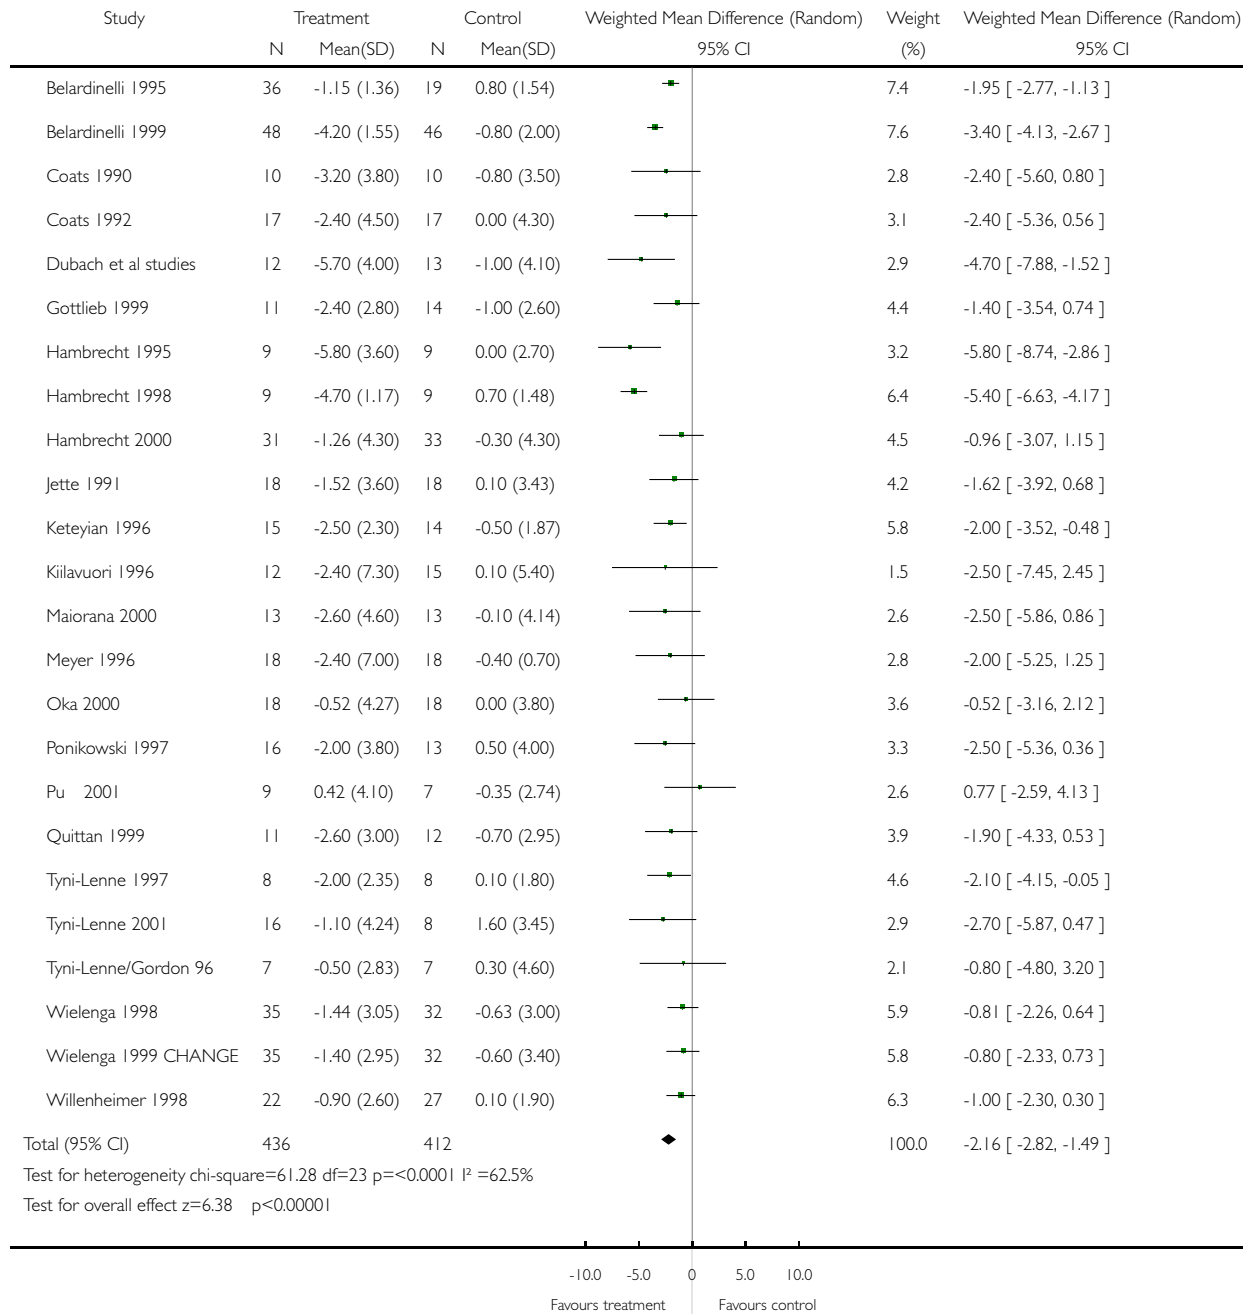 Study Treatment Control Weighted Mean Difference (Random) Weight Weighted Mean Difference (Random)
N Mean(SD) N Mean(SD) 95% CI (%) 95% CI
Belardinelli 1995 36 -1.15 (1.36) 19 0.80 (1.54) 7.4 -1.95 [ -2.77, -1.13 ]
Belardinelli 1999 48 -4.20 (1.55) 46 -0.80 (2.00) 7.6 -3.40 [ -4.13, -2.67 ]
Coats 1990 10 -3.20 (3.80) 10 -0.80 (3.50) 2.8 -2.40 [ -5.60, 0.80 ]
Coats 1992 17 -2.40 (4.50) 17 0.00 (4.30) 3.1 -2.40 [ -5.36, 0.56 ]
Dubach et al studies 12 -5.70 (4.00) 13 -1.00 (4.10) 2.9 -4.70 [ -7.88, -1.52 ]
Gottlieb 1999 11 -2.40 (2.80) 14 -1.00 (2.60) 4.4 -1.40 [ -3.54, 0.74 ]
Hambrecht 1995 9 -5.80 (3.60) 9 0.00 (2.70) 3.2 -5.80 [ -8.74, -2.86 ]
Hambrecht 1998 9 -4.70 (1.17) 9 0.70 (1.48) 6.4 -5.40 [ -6.63, -4.17 ]
Hambrecht 2000 31 -1.26 (4.30) 33 -0.30 (4.30) 4.5 -0.96 [ -3.07, 1.15 ]
Jette 1991 18 -1.52 (3.60) 18 0.10 (3.43) 4.2 -1.62 [ -3.92, 0.68 ]
Keteyian 1996 15 -2.50 (2.30) 14 -0.50 (1.87) 5.8 -2.00 [ -3.52, -0.48 ]
Kiilavuori 1996 12 -2.40 (7.30) 15 0.10 (5.40) 1.5 -2.50 [ -7.45, 2.45 ]
Maiorana 2000 13 -2.60 (4.60) 13 -0.10 (4.14) 2.6 -2.50 [ -5.86, 0.86 ]
Meyer 1996 18 -2.40 (7.00) 18 -0.40 (0.70) 2.8 -2.00 [ -5.25, 1.25 ]
Oka 2000 18 -0.52 (4.27) 18 0.00 (3.80) 3.6 -0.52 [ -3.16, 2.12 ]
Ponikowski 1997 16 -2.00 (3.80) 13 0.50 (4.00) 3.3 -2.50 [ -5.36, 0.36 ]
Pu 2001 9 0.42 (4.10) 7 -0.35 (2.74) 2.6 0.77 [ -2.59, 4.13 ]
Quittan 1999 11 -2.60 (3.00) 12 -0.70 (2.95) 3.9 -1.90 [ -4.33, 0.53 ]
Tyni-Lenne 1997 8 -2.00 (2.35) 8 0.10 (1.80) 4.6 -2.10 [ -4.15, -0.05 ]
Tyni-Lenne 2001 16 -1.10 (4.24) 8 1.60 (3.45) 2.9 -2.70 [ -5.87, 0.47 ]
Tyni-Lenne/Gordon 96 7 -0.50 (2.83) 7 0.30 (4.60) 2.1 -0.80 [ -4.80, 3.20 ]
Wielenga 1998 35 -1.44 (3.05) 32 -0.63 (3.00) 5.9 -0.81 [ -2.26, 0.64 ]
Wielenga 1999 CHANGE 35 -1.40 (2.95) 32 -0.60 (3.40) 5.8 -0.80 [ -2.33, 0.73 ]
Willenheimer 1998 22 -0.90 (2.60) 27 0.10 (1.90) 6.3 -1.00 [ -2.30, 0.30 ]
Total (95% CI) 436 412 100.0 -2.16 [ -2.82, -1.49 ]
Test for heterogeneity chi-square=61.28 df=23 p=<0.0001 I² =62.5%
Test for overall effect z=6.38 p<0.00001
-10.0 -5.0 0 5.0 10.0
Favours treatment Favours control